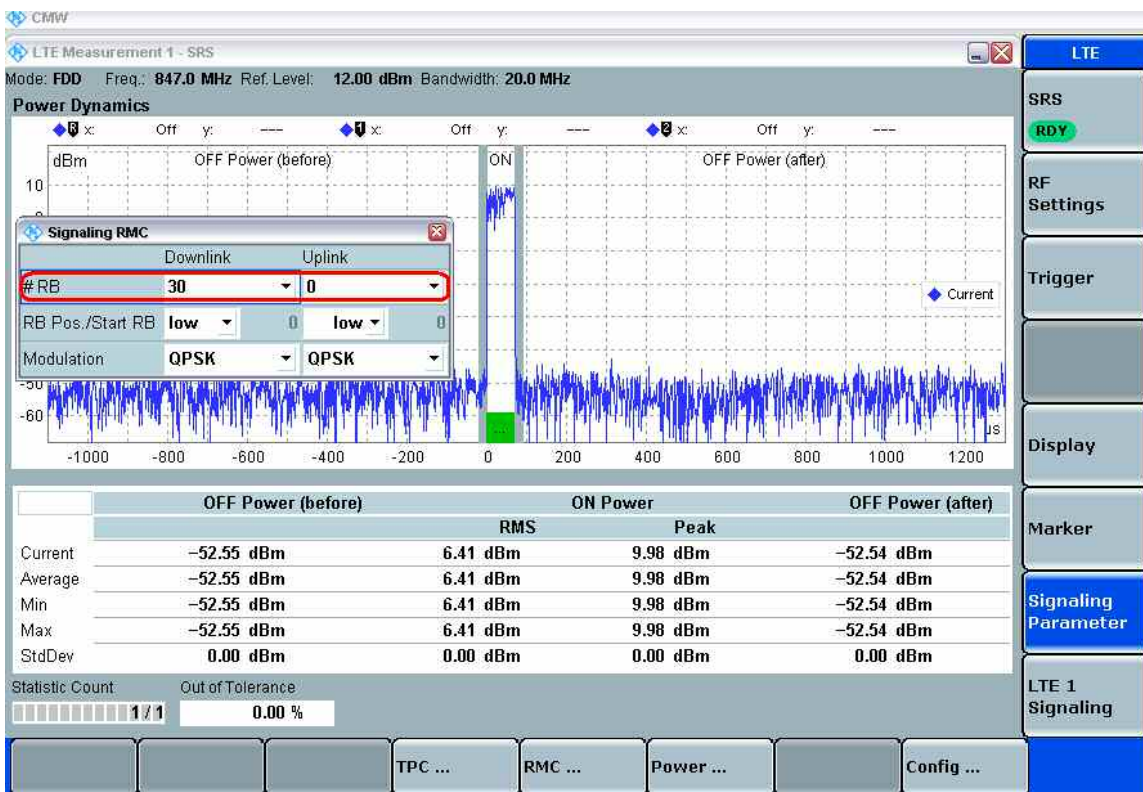 CMW
LTE Measurement 1 - SRS
LTE
Mode: FDD Freq.: 847.0 MHz Ref. Level: 12.00 dBm Bandwidth: 20.0 MHz
Power Dynamics
R x: Off y: --- 1 x: Off y: --- 2 x: Off y: ---
dBm OFF Power (before) ON OFF Power (after)
10
Signaling RMC
Downlink Uplink
# RB 30 0
RB Pos./Start RB low 0 low 0
Modulation QPSK QPSK
Current
-50
-60
µs
-1000 -800 -600 -400 -200 0 200 400 600 800 1000 1200
OFF Power (before) ON Power OFF Power (after)
RMS Peak
Current −52.55 dBm 6.41 dBm 9.98 dBm −52.54 dBm
Average −52.55 dBm 6.41 dBm 9.98 dBm −52.54 dBm
Min −52.55 dBm 6.41 dBm 9.98 dBm −52.54 dBm
Max −52.55 dBm 6.41 dBm 9.98 dBm −52.54 dBm
StdDev 0.00 dBm 0.00 dBm 0.00 dBm 0.00 dBm
Statistic Count Out of Tolerance
1 / 1 0.00 %
SRS
RDY
RF
Settings
Trigger
Display
Marker
Signaling
Parameter
LTE 1
Signaling
TPC ... RMC ... Power ... Config ...